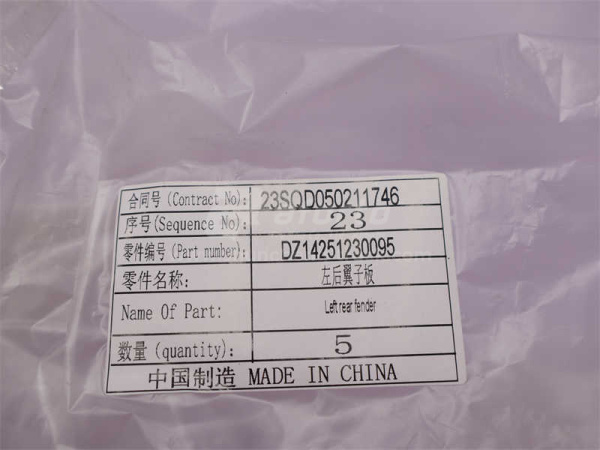 合同号 (Contract No): 23SQD050211746
序号(Sequence No): 23
零件编号 (Part number): DZ14251230095
零件名称: 左后翼子板
Name Of Part: Left rear fender
数量 (quantity): 5
中国制造 MADE IN CHINA